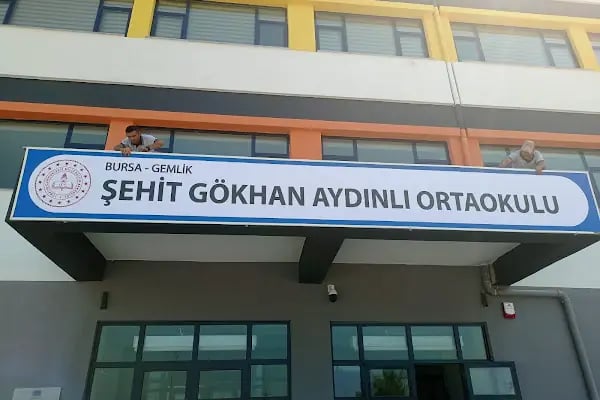 BURSA - GEMLİK
ŞEHİT GÖKHAN AYDINLI ORTAOKULU